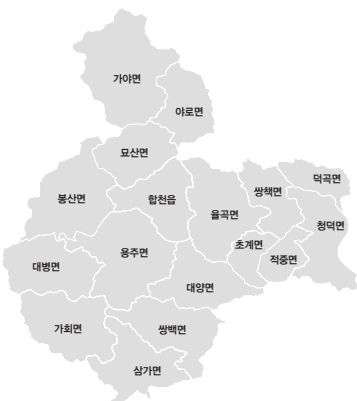 가야면
야로면
묘산면
봉산면
합천읍
율곡면
쌍책면
덕곡면
청덕면
초계면
적중면
용주면
대병면
대양면
가회면
쌍백면
삼가면